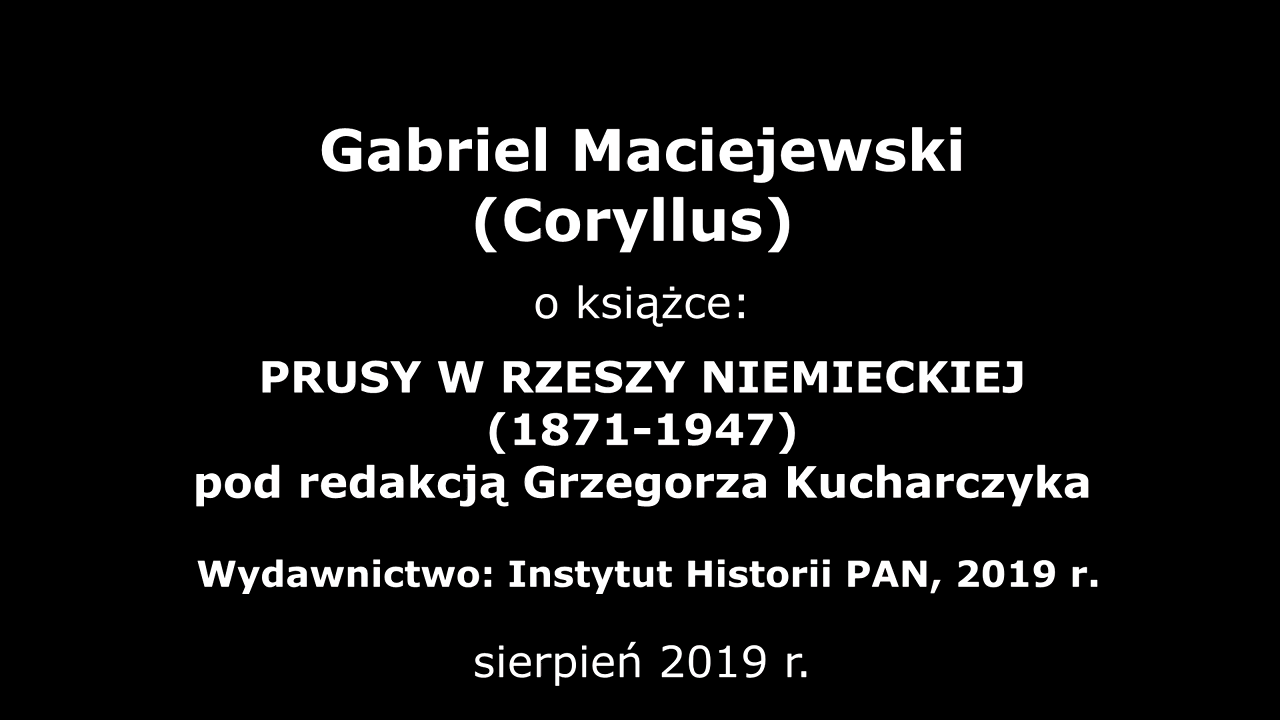 Gabriel Maciejewski
(Coryllus)
o książce:
PRUSY W RZESZY NIEMIECKIEJ
(1871-1947)
pod redakcją Grzegorza Kucharczyka
Wydawnictwo: Instytut Historii PAN, 2019 r.
sierpień 2019 r.